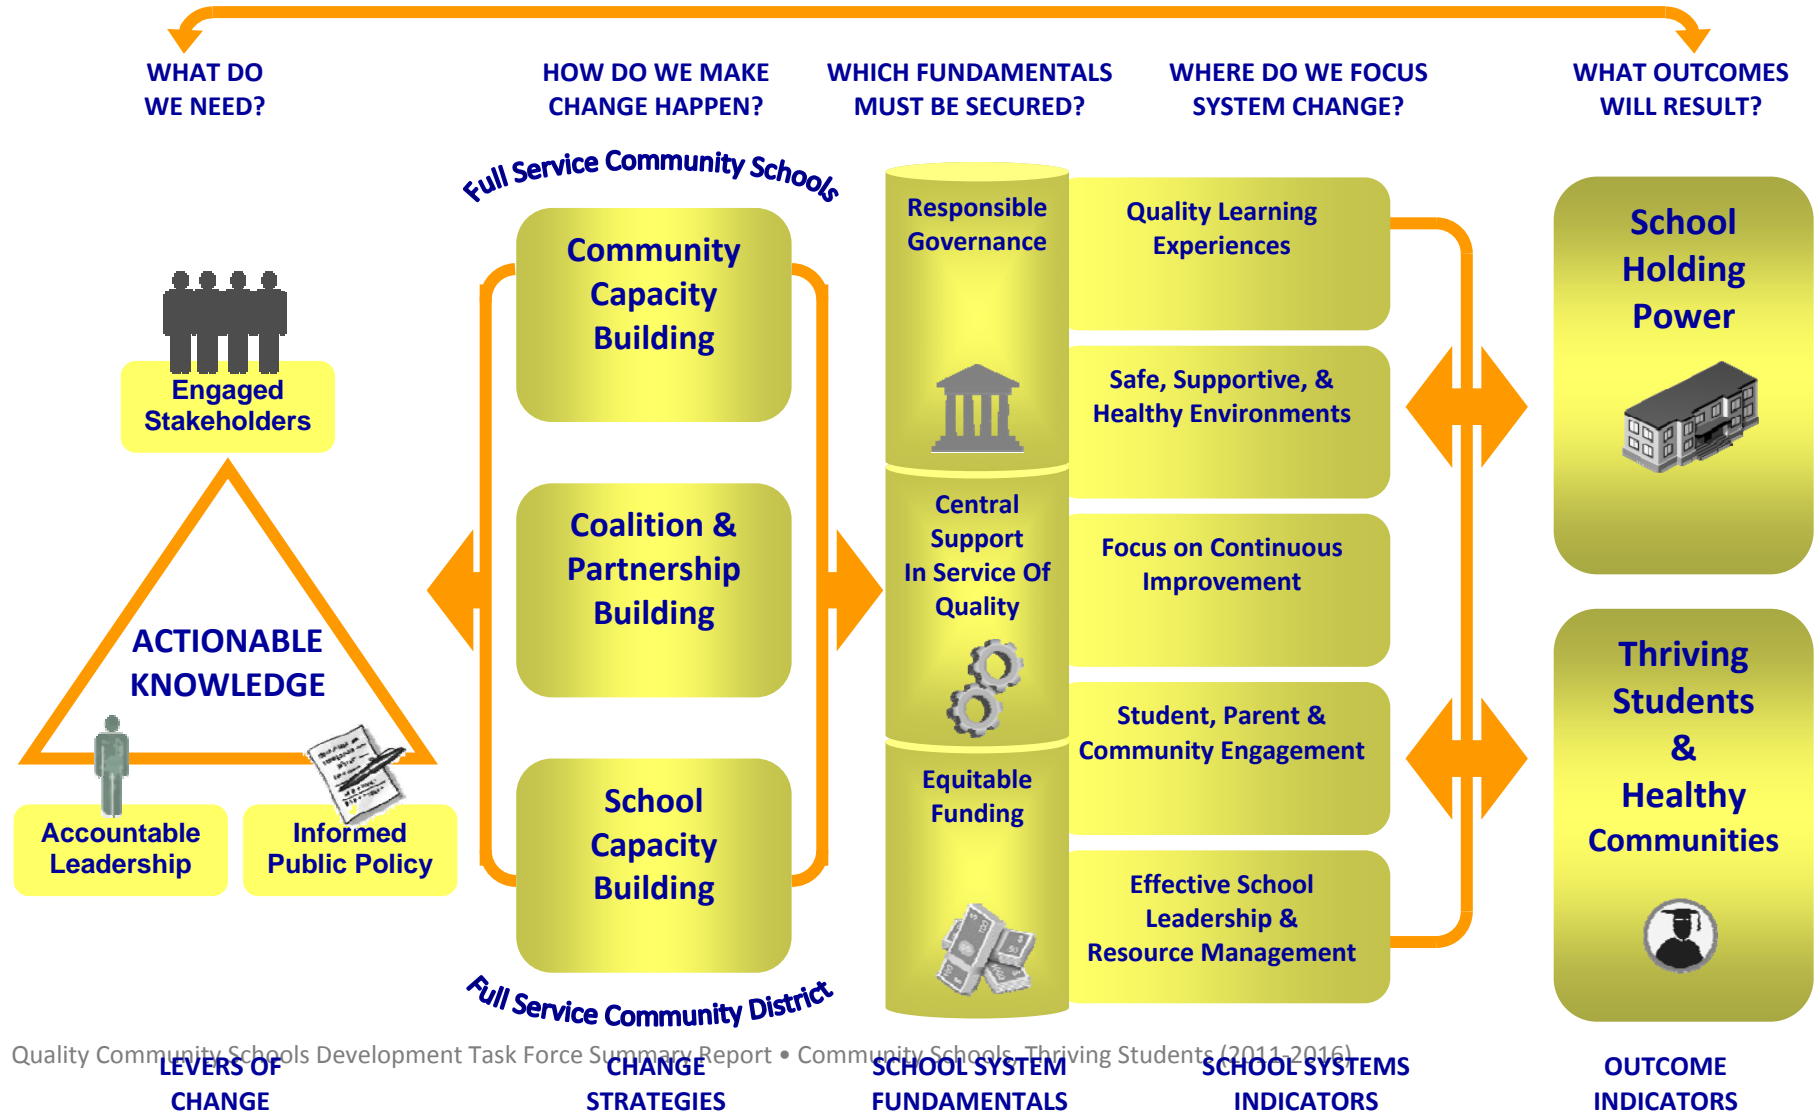 WHAT DO
WE NEED?
HOW DO WE MAKE
CHANGE HAPPEN?
WHICH FUNDAMENTALS
MUST BE SECURED?
WHERE DO WE FOCUS
SYSTEM CHANGE?
WHAT OUTCOMES
WILL RESULT?
Engaged
Stakeholders
ACTIONABLE
KNOWLEDGE
Accountable
Leadership
Informed
Public Policy
Full Service Community Schools
Community
Capacity
Building
Coalition &
Partnership
Building
School
Capacity
Building
Full Service Community District
Responsible
Governance
Central
Support
In Service Of
Quality
Equitable
Funding
Quality Learning
Experiences
Safe, Supportive, &
Healthy Environments
Focus on Continuous
Improvement
Student, Parent &
Community Engagement
Effective School
Leadership &
Resource Management
School
Holding
Power
Thriving
Students
&
Healthy
Communities
Quality Community Schools Development Task Force Summary Report • Community Schools, Thriving Students (2011-2016)
LEVERS OF
CHANGE
CHANGE
STRATEGIES
SCHOOL SYSTEM
FUNDAMENTALS
SCHOOL SYSTEMS
INDICATORS
OUTCOME
INDICATORS